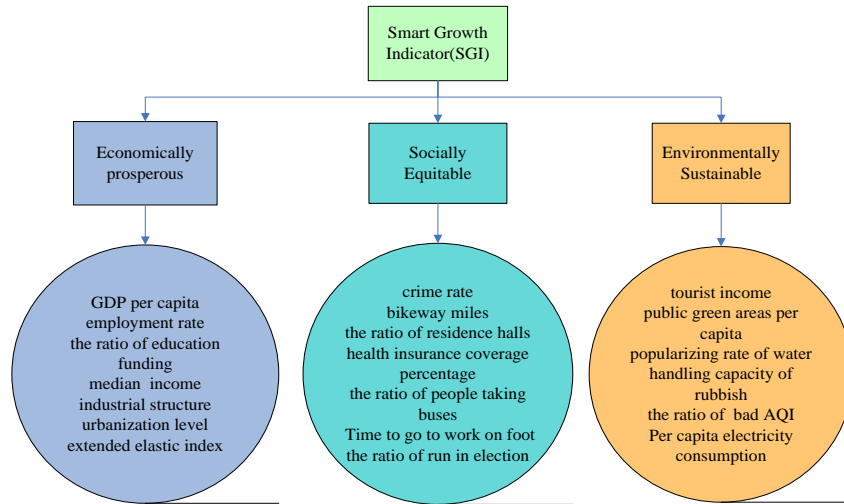 Smart Growth
Indicator(SGI)
Economically
prosperous
Socially
Equitable
Environmentally
Sustainable
GDP per capita
employment rate
the ratio of education
funding
median income
industrial structure
urbanization level
extended elastic index
crime rate
bikeway miles
the ratio of residence halls
health insurance coverage
percentage
the ratio of people taking
buses
Time to go to work on foot
the ratio of run in election
tourist income
public green areas per
capita
popularizing rate of water
handling capacity of
rubbish
the ratio of bad AQI
Per capita electricity
consumption